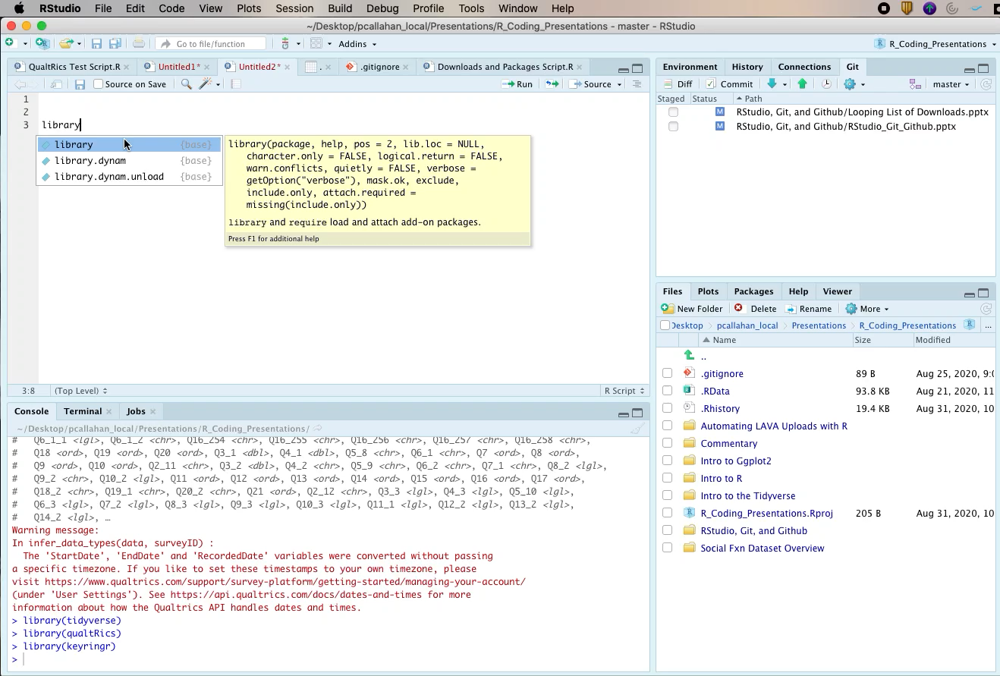 RStudio File Edit Code View Plots Session Build Debug Profile Tools Window Help
~/Desktop/pcallahan_local/Presentations/R_Coding_Presentations - master - RStudio
Go to file/function Addins R_Coding_Presentations
QualtRics Test Script.R Untitled1* Untitled2* . .gitignore Downloads and Packages Script.R
Source on Save Run Source
1
2
3 library
library {base}
library.dynam {base}
library.dynam.unload {base}
library(package, help, pos = 2, lib.loc = NULL,
character.only = FALSE, logical.return = FALSE,
warn.conflicts, quietly = FALSE, verbose =
getOption("verbose"), mask.ok, exclude,
include.only, attach.required =
missing(include.only))
library and require load and attach add-on packages.
Press F1 for additional help
3:8 (Top Level) R Script
Console Terminal Jobs
~/Desktop/pcallahan_local/Presentations/R_Coding_Presentations/
# Q6_1_1 <lgl>, Q6_1_2 <chr>, Q16_254 <chr>, Q16_255 <chr>, Q16_256 <chr>, Q16_257 <chr>, Q16_258 <chr>,
# Q18 <ord>, Q19 <ord>, Q20 <ord>, Q3_1 <dbl>, Q4_1 <dbl>, Q5_8 <chr>, Q6_1 <chr>, Q7 <ord>, Q8 <ord>,
# Q9 <ord>, Q10 <ord>, Q2_11 <chr>, Q3_2 <dbl>, Q4_2 <chr>, Q5_9 <chr>, Q6_2 <chr>, Q7_1 <chr>, Q8_2 <lgl>,
# Q9_2 <chr>, Q10_2 <lgl>, Q11 <ord>, Q12 <ord>, Q13 <ord>, Q14 <ord>, Q15 <ord>, Q16 <ord>, Q17 <ord>,
# Q18_2 <chr>, Q19_1 <chr>, Q20_2 <chr>, Q21 <ord>, Q2_12 <chr>, Q3_3 <lgl>, Q4_3 <lgl>, Q5_10 <lgl>,
# Q6_3 <lgl>, Q7_2 <lgl>, Q8_3 <lgl>, Q9_3 <lgl>, Q10_3 <lgl>, Q11_1 <lgl>, Q12_2 <lgl>, Q13_2 <lgl>,
# Q14_2 <lgl>, …
Warning message:
In infer_data_types(data, surveyID) :
The 'StartDate', 'EndDate' and 'RecordedDate' variables were converted without passing
a specific timezone. If you like to set these timestamps to your own timezone, please
visit https://www.qualtrics.com/support/survey-platform/getting-started/managing-your-account/
(under 'User Settings'). See https://api.qualtrics.com/docs/dates-and-times for more
information about how the Qualtrics API handles dates and times.
> library(tidyverse)
> library(qualtRics)
> library(keyringr)
>
Environment History Connections Git
Diff Commit master
Staged Status Path
M RStudio, Git, and Github/Looping List of Downloads.pptx
M RStudio, Git, and Github/RStudio_Git_Github.pptx
Files Plots Packages Help Viewer
New Folder Delete Rename More
Desktop pcallahan_local Presentations R_Coding_Presentations ...
Name Size Modified
..
.gitignore 89 B Aug 25, 2020, 9:0
.RData 93.8 KB Aug 21, 2020, 11
.Rhistory 19.4 KB Aug 31, 2020, 10
Automating LAVA Uploads with R
Commentary
Intro to Ggplot2
Intro to R
Intro to the Tidyverse
R_Coding_Presentations.Rproj 205 B Aug 31, 2020, 10
RStudio, Git, and Github
Social Fxn Dataset Overview